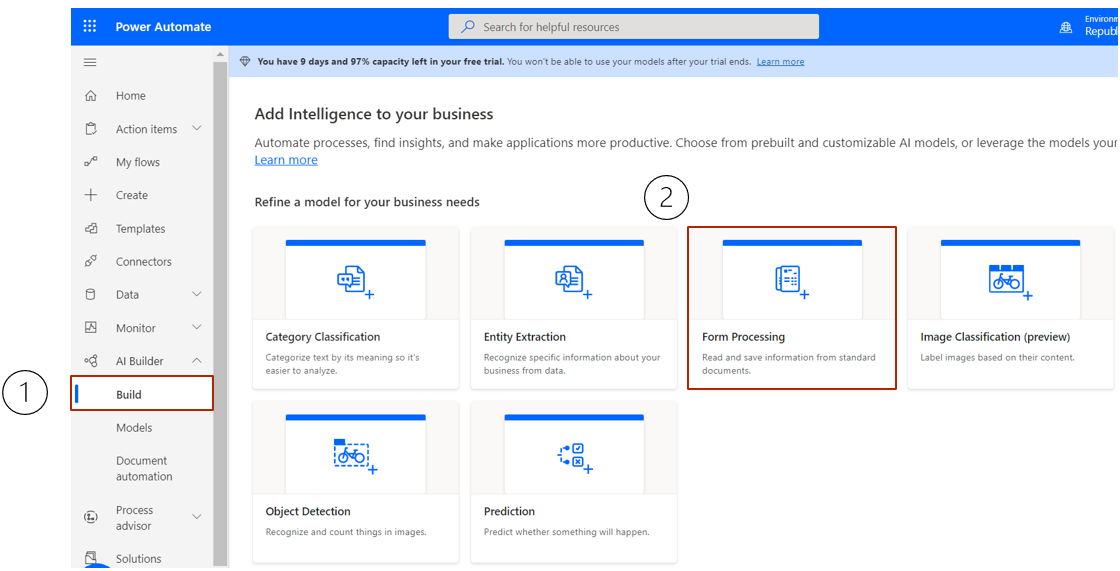 Power Automate
Search for helpful resources
Environm
Republ
You have 9 days and 97% capacity left in your free trial. You won't be able to use your models after your trial ends. Learn more
Home
Action items
My flows
Create
Templates
Connectors
Data
Monitor
AI Builder
1
Build
Models
Document
automation
Process
advisor
Solutions
Add Intelligence to your business
Automate processes, find insights, and make applications more productive. Choose from prebuilt and customizable AI models, or leverage the models your
Learn more
2
Refine a model for your business needs
Category Classification
Categorize text by its meaning so it's
easier to analyze.
Entity Extraction
Recognize specific information about your
business from data.
Form Processing
Read and save information from standard
documents.
Image Classification (preview)
Label images based on their content.
Object Detection
Recognize and count things in images.
Prediction
Predict whether something will happen.